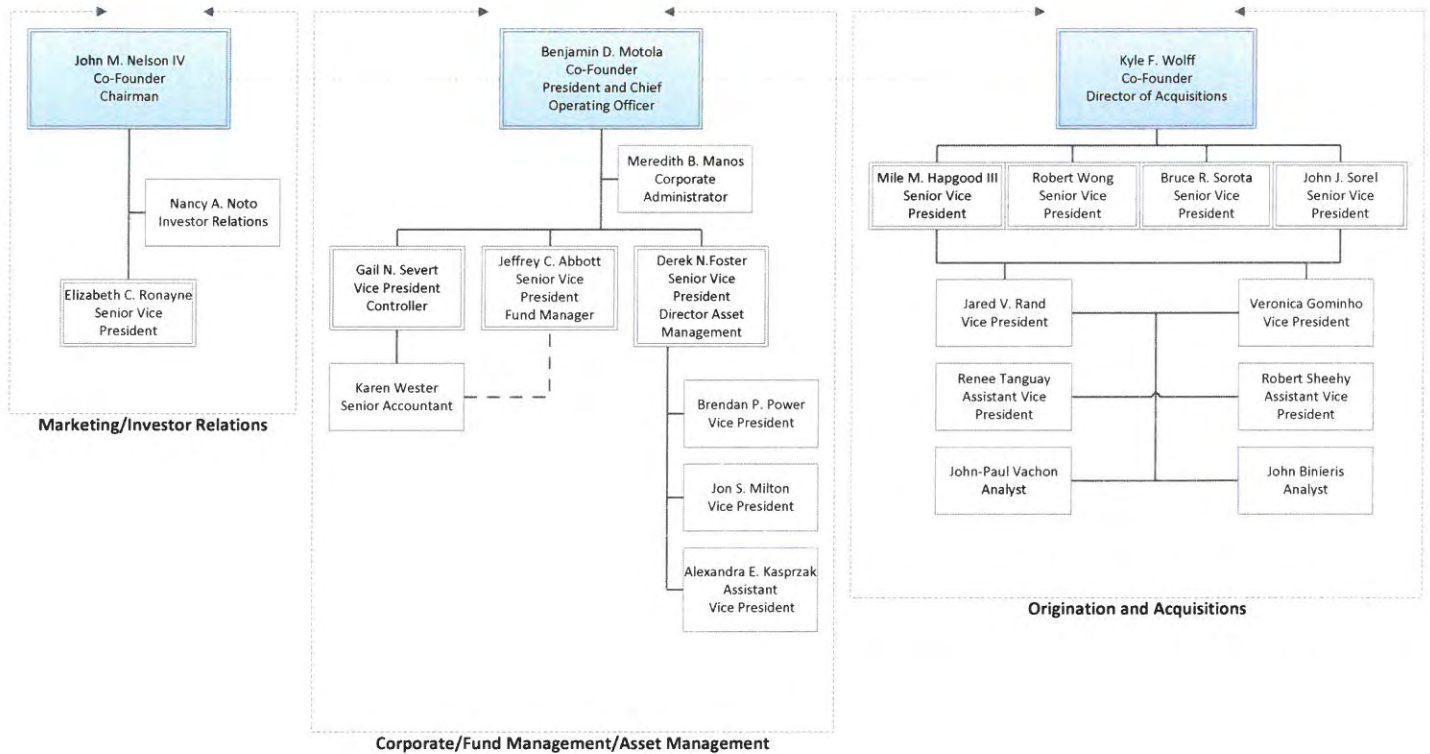 John M. Nelson IV
Co-Founder
Chairman
Nancy A. Noto
Investor Relations
Elizabeth C. Ronayne
Senior Vice
President
Marketing/Investor Relations
Benjamin D. Motola
Co-Founder
President and Chief
Operating Officer
Meredith B. Manos
Corporate
Administrator
Gail N. Severt
Vice President
Controller
Jeffrey C. Abbott
Senior Vice
President
Fund Manager
Derek N.Foster
Senior Vice
President
Director Asset
Management
Karen Wester
Senior Accountant
Brendan P. Power
Vice President
Jon S. Milton
Vice President
Alexandra E. Kasprzak
Assistant
Vice President
Corporate/Fund Management/Asset Management
Kyle F. Wolff
Co-Founder
Director of Acquisitions
Mile M. Hapgood III
Senior Vice
President
Robert Wong
Senior Vice
President
Bruce R. Sorota
Senior Vice
President
John J. Sorel
Senior Vice
President
Jared V. Rand
Vice President
Veronica Gominho
Vice President
Renee Tanguay
Assistant Vice
President
Robert Sheehy
Assistant Vice
President
John-Paul Vachon
Analyst
John Binieris
Analyst
Origination and Acquisitions